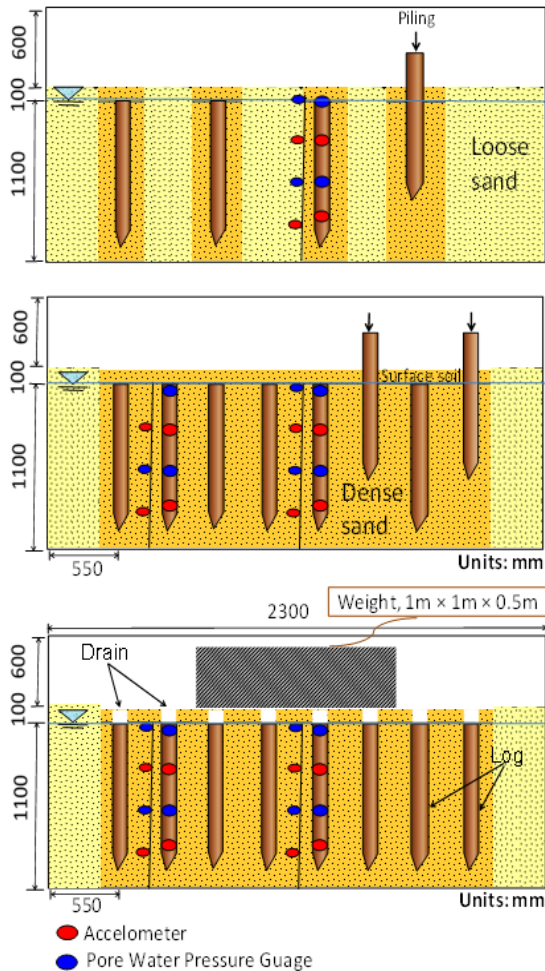 Piling
600
100
1100
Loose
sand
600
100
1100
Surface soil
Dense
sand
550
Units: mm
2300
Weight, 1m × 1m × 0.5m
600
100
1100
Drain
Log
550
Units: mm
Accelometer
Pore Water Pressure Guage